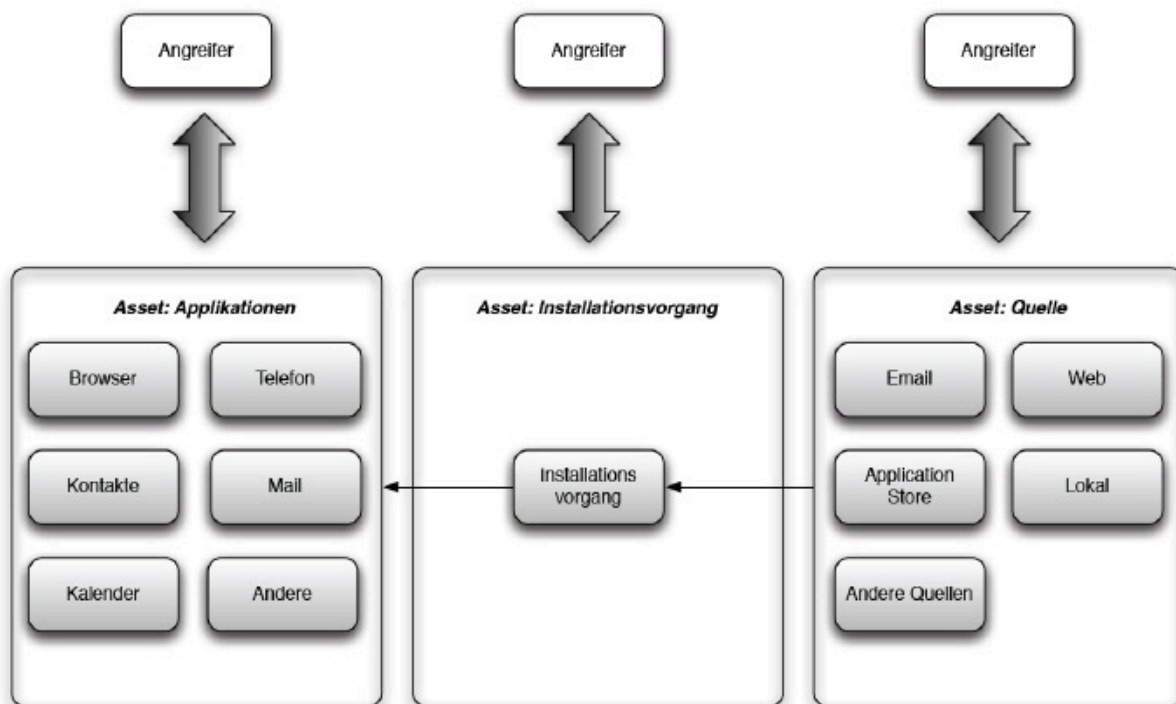 Angreifer
Angreifer
Angreifer
Asset: Applikationen
Browser
Telefon
Kontakte
Mail
Kalender
Andere
Asset: Installationsvorgang
Installations
vorgang
Asset: Quelle
Email
Web
Application
Store
Lokal
Andere Quellen